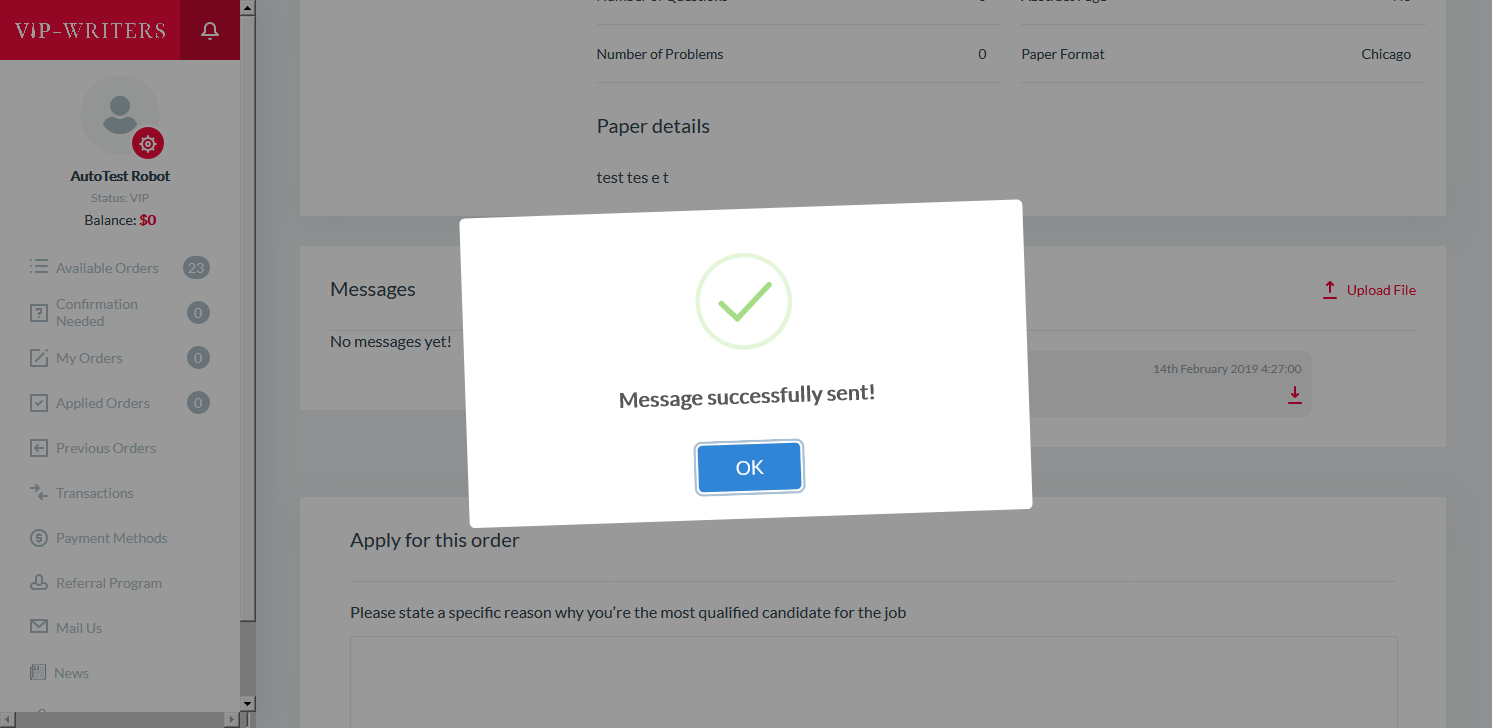 VIP-WRITERS
AutoTest Robot
Status: VIP
Balance: $0
Available Orders 23
Confirmation
Needed 0
My Orders 0
Applied Orders 0
Previous Orders
Transactions
Payment Methods
Referral Program
Mail Us
News
Number of Problems 0
Paper Format Chicago
Paper details
test tes e t
Messages
Upload File
No messages yet!
14th February 2019 4:27:00
Message successfully sent!
OK
Apply for this order
Please state a specific reason why you’re the most qualified candidate for the job